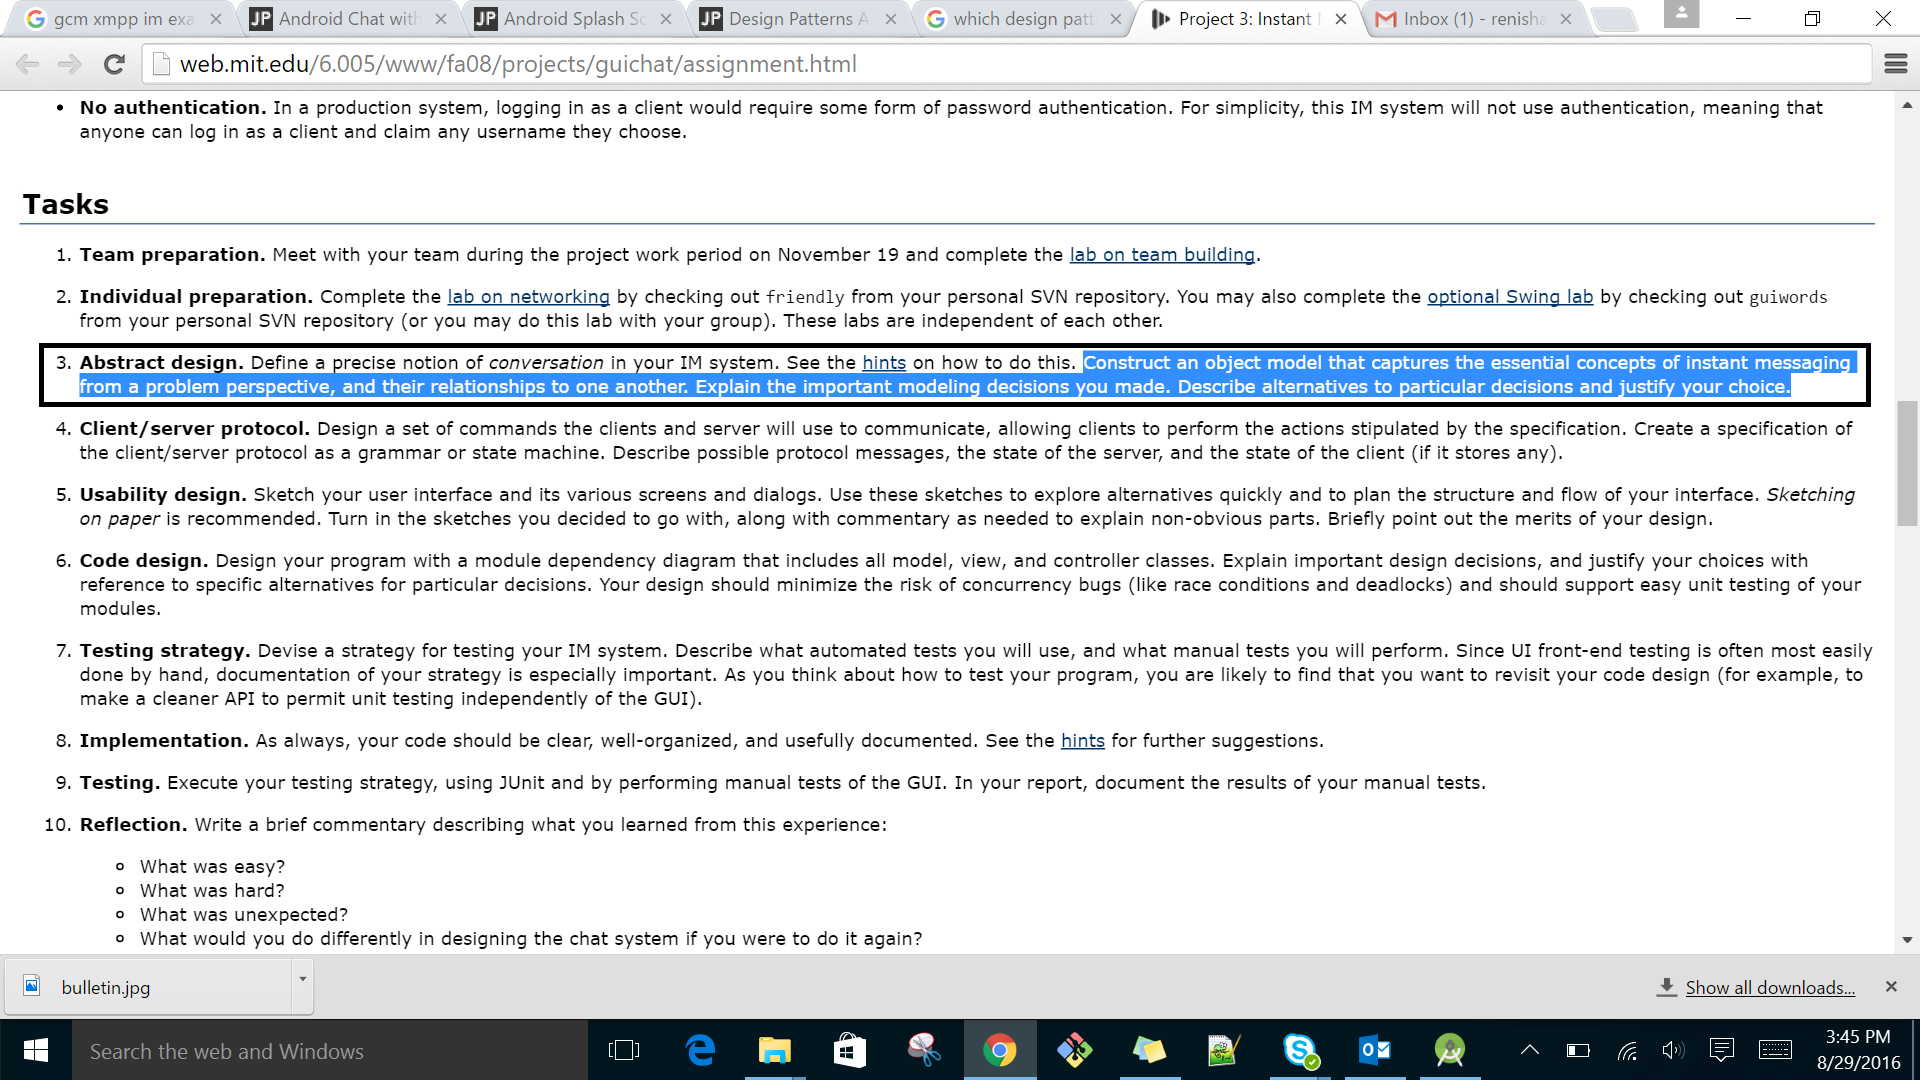 gcm xmpp im exa
Android Chat with
Android Splash Sc
Design Patterns A
which design patt
Project 3: Instant
Inbox (1) - renisha
web.mit.edu/6.005/www/fa08/projects/guichat/assignment.html
• No authentication. In a production system, logging in as a client would require some form of password authentication. For simplicity, this IM system will not use authentication, meaning that
anyone can log in as a client and claim any username they choose.
Tasks
1. Team preparation. Meet with your team during the project work period on November 19 and complete the lab on team building.
2. Individual preparation. Complete the lab on networking by checking out friendly from your personal SVN repository. You may also complete the optional Swing lab by checking out guiwords
from your personal SVN repository (or you may do this lab with your group). These labs are independent of each other.
3. Abstract design. Define a precise notion of conversation in your IM system. See the hints on how to do this. Construct an object model that captures the essential concepts of instant messaging
from a problem perspective, and their relationships to one another. Explain the important modeling decisions you made. Describe alternatives to particular decisions and justify your choice.
4. Client/server protocol. Design a set of commands the clients and server will use to communicate, allowing clients to perform the actions stipulated by the specification. Create a specification of
the client/server protocol as a grammar or state machine. Describe possible protocol messages, the state of the server, and the state of the client (if it stores any).
5. Usability design. Sketch your user interface and its various screens and dialogs. Use these sketches to explore alternatives quickly and to plan the structure and flow of your interface. Sketching
on paper is recommended. Turn in the sketches you decided to go with, along with commentary as needed to explain non-obvious parts. Briefly point out the merits of your design.
6. Code design. Design your program with a module dependency diagram that includes all model, view, and controller classes. Explain important design decisions, and justify your choices with
reference to specific alternatives for particular decisions. Your design should minimize the risk of concurrency bugs (like race conditions and deadlocks) and should support easy unit testing of your
modules.
7. Testing strategy. Devise a strategy for testing your IM system. Describe what automated tests you will use, and what manual tests you will perform. Since UI front-end testing is often most easily
done by hand, documentation of your strategy is especially important. As you think about how to test your program, you are likely to find that you want to revisit your code design (for example, to
make a cleaner API to permit unit testing independently of the GUI).
8. Implementation. As always, your code should be clear, well-organized, and usefully documented. See the hints for further suggestions.
9. Testing. Execute your testing strategy, using JUnit and by performing manual tests of the GUI. In your report, document the results of your manual tests.
10. Reflection. Write a brief commentary describing what you learned from this experience:
What was easy?
What was hard?
What was unexpected?
What would you do differently in designing the chat system if you were to do it again?
bulletin.jpg
Show all downloads...
Search the web and Windows
3:45 PM
8/29/2016